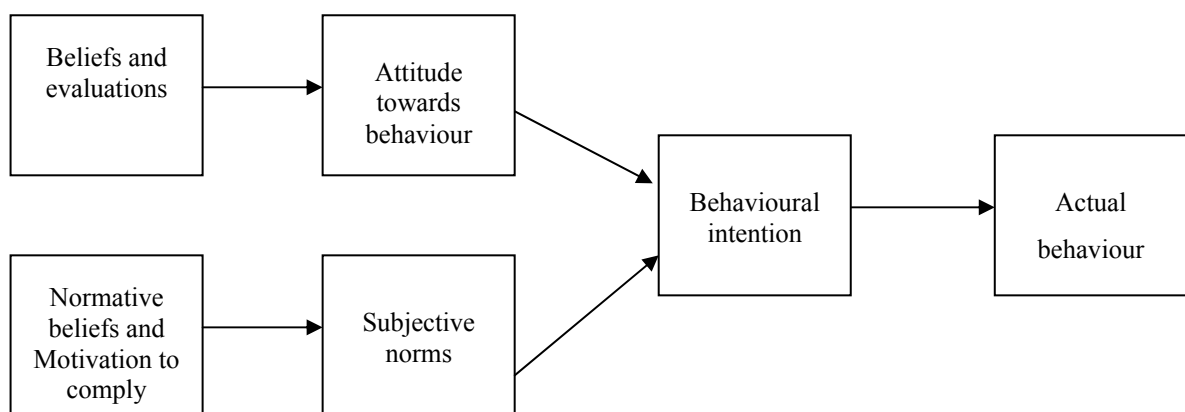 Beliefs and
evaluations
Attitude
towards
behaviour
Behavioural
intention
Actual
behaviour
Normative
beliefs and
Motivation to
comply
Subjective
norms